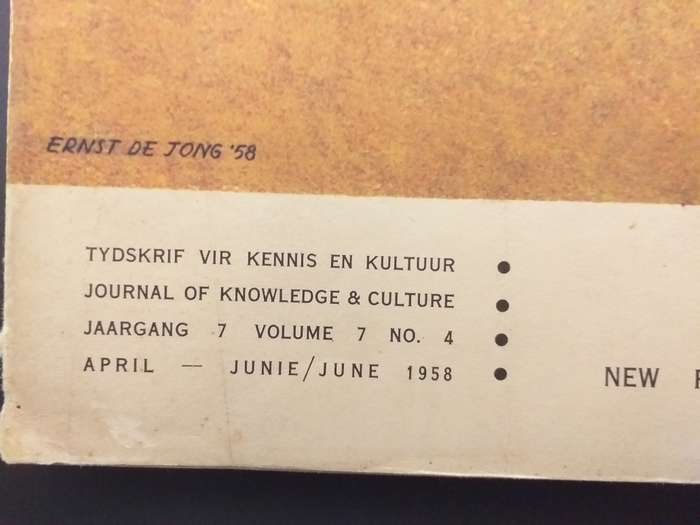 ERNST DE JONG '58
TYDSKRIF VIR KENNIS EN KULTUUR
JOURNAL OF KNOWLEDGE & CULTURE
JAARGANG 7 VOLUME 7 NO. 4
APRIL — JUNIE/JUNE 1958
NEW